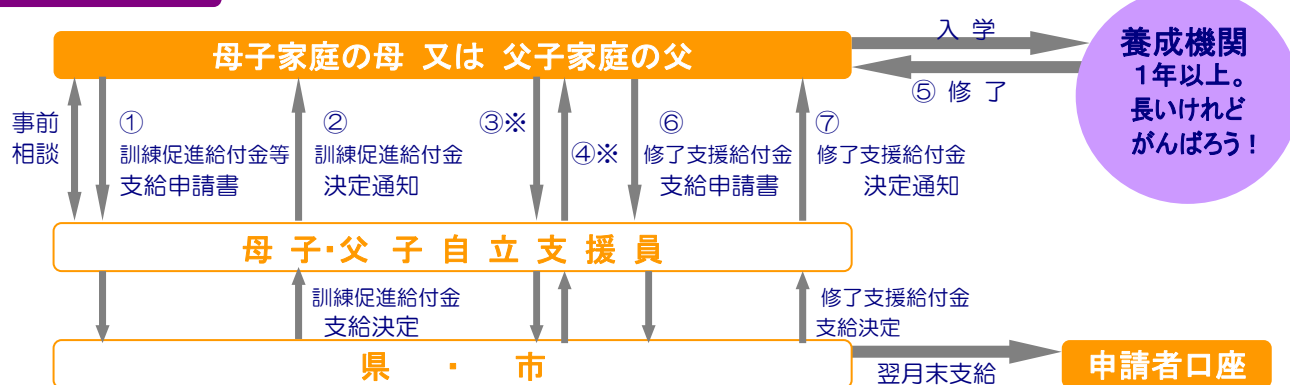 母子家庭の母 又は 父子家庭の父
入 学
⑤ 修 了
養成機関
１年以上。
長いけれど
がんばろう！
事前
相談
①
訓練促進給付金等
支給申請書
②
訓練促進給付金
決定通知
③※
④※
⑥
修了支援給付金
支給申請書
⑦
修了支援給付金
決定通知
母 子・父 子 自 立 支 援 員
訓練促進給付金
支給決定
修了支援給付金
支給決定
県 ・ 市
翌月末支給
申請者口座